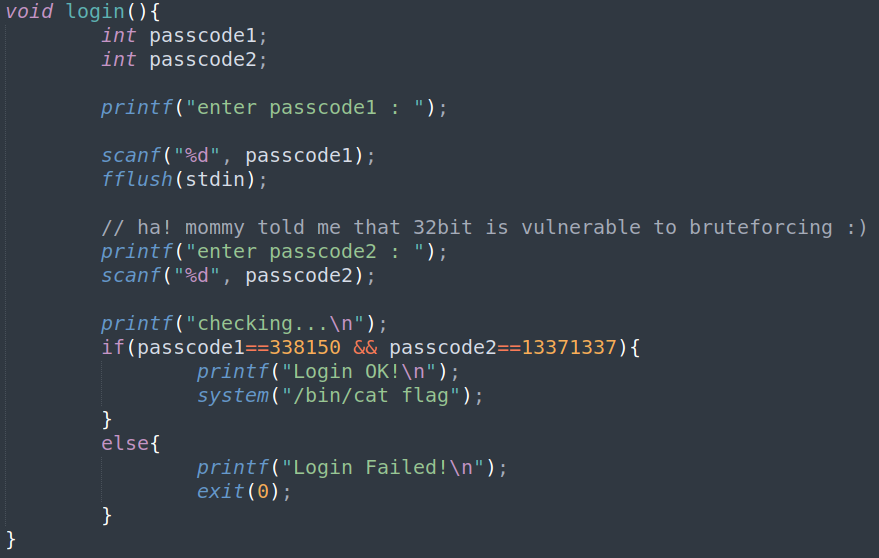 void login(){
        int passcode1;
        int passcode2;

        printf("enter passcode1 : ");

        scanf("%d", passcode1);
        fflush(stdin);

        // ha! mommy told me that 32bit is vulnerable to bruteforcing :)
        printf("enter passcode2 : ");
        scanf("%d", passcode2);

        printf("checking...\n");
        if(passcode1==338150 && passcode2==13371337){
                printf("Login OK!\n");
                system("/bin/cat flag");
        }
        else{
                printf("Login Failed!\n");
                exit(0);
        }
}